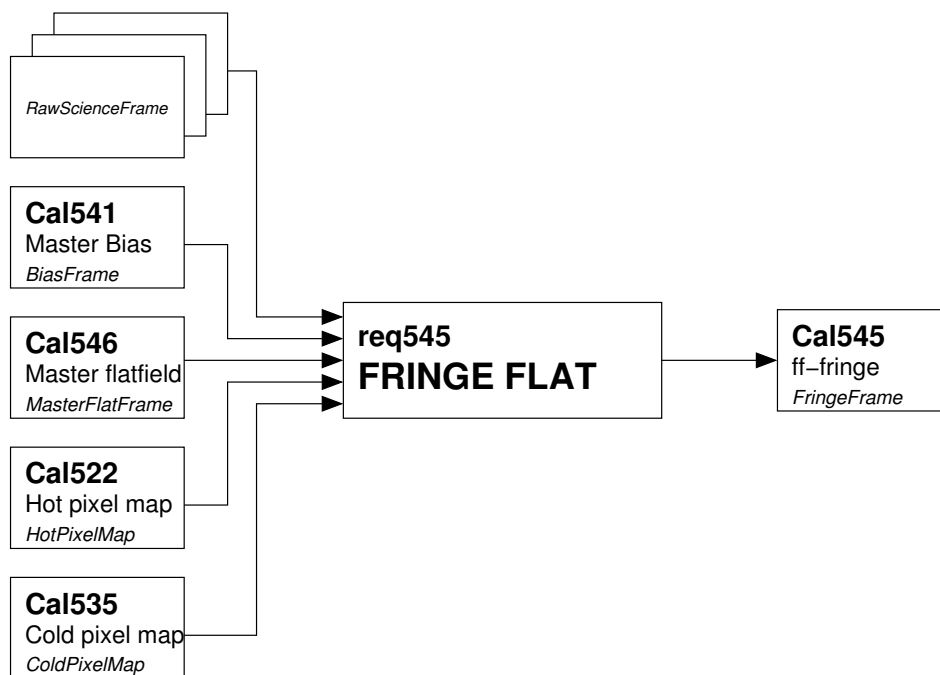 RawScienceFrame
Cal541
Master Bias
BiasFrame
Cal546
Master flatfield
MasterFlatFrame
Cal522
Hot pixel map
HotPixelMap
Cal535
Cold pixel map
ColdPixelMap
req545
FRINGE FLAT
Cal545
ff−fringe
FringeFrame